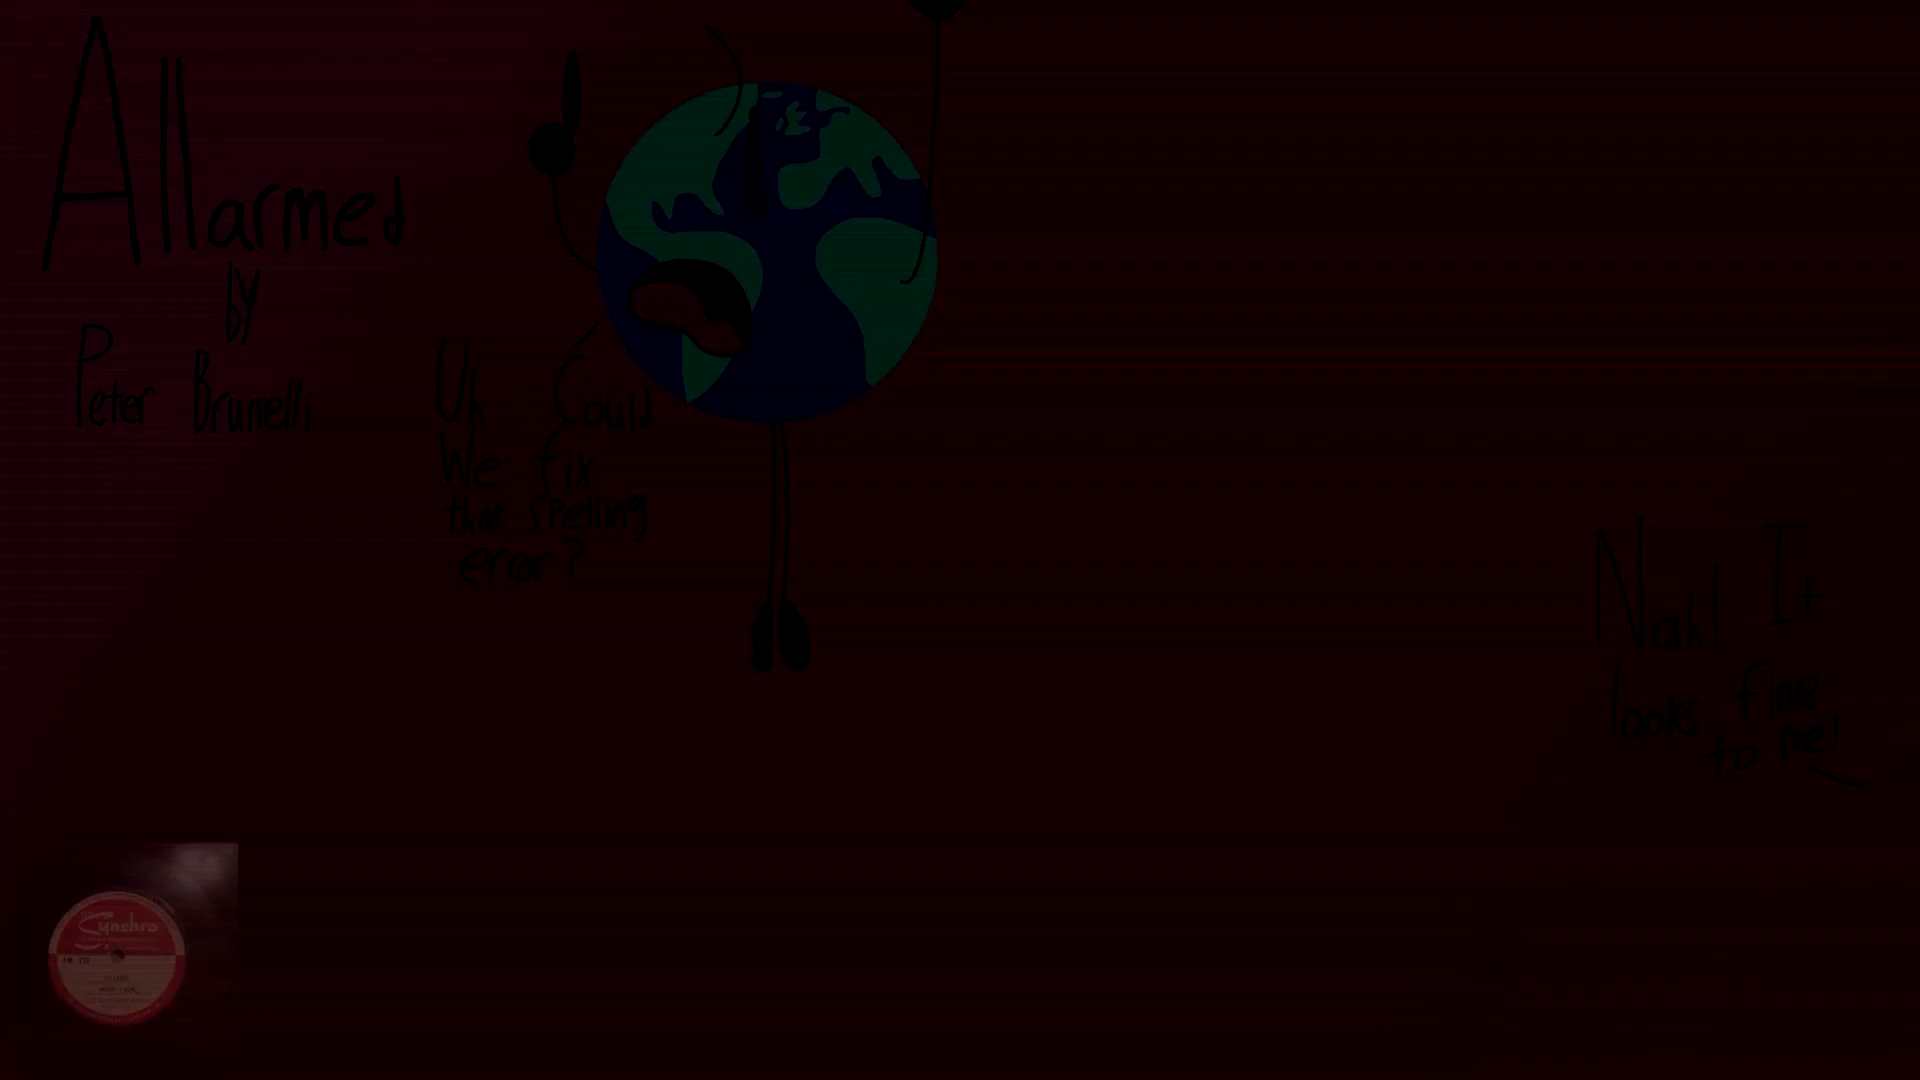 Allarmed
by
Peter Brunelli
Uh. Could
We fix
that spelling
error?
Nah! It
looks fine
to me!
Synchro